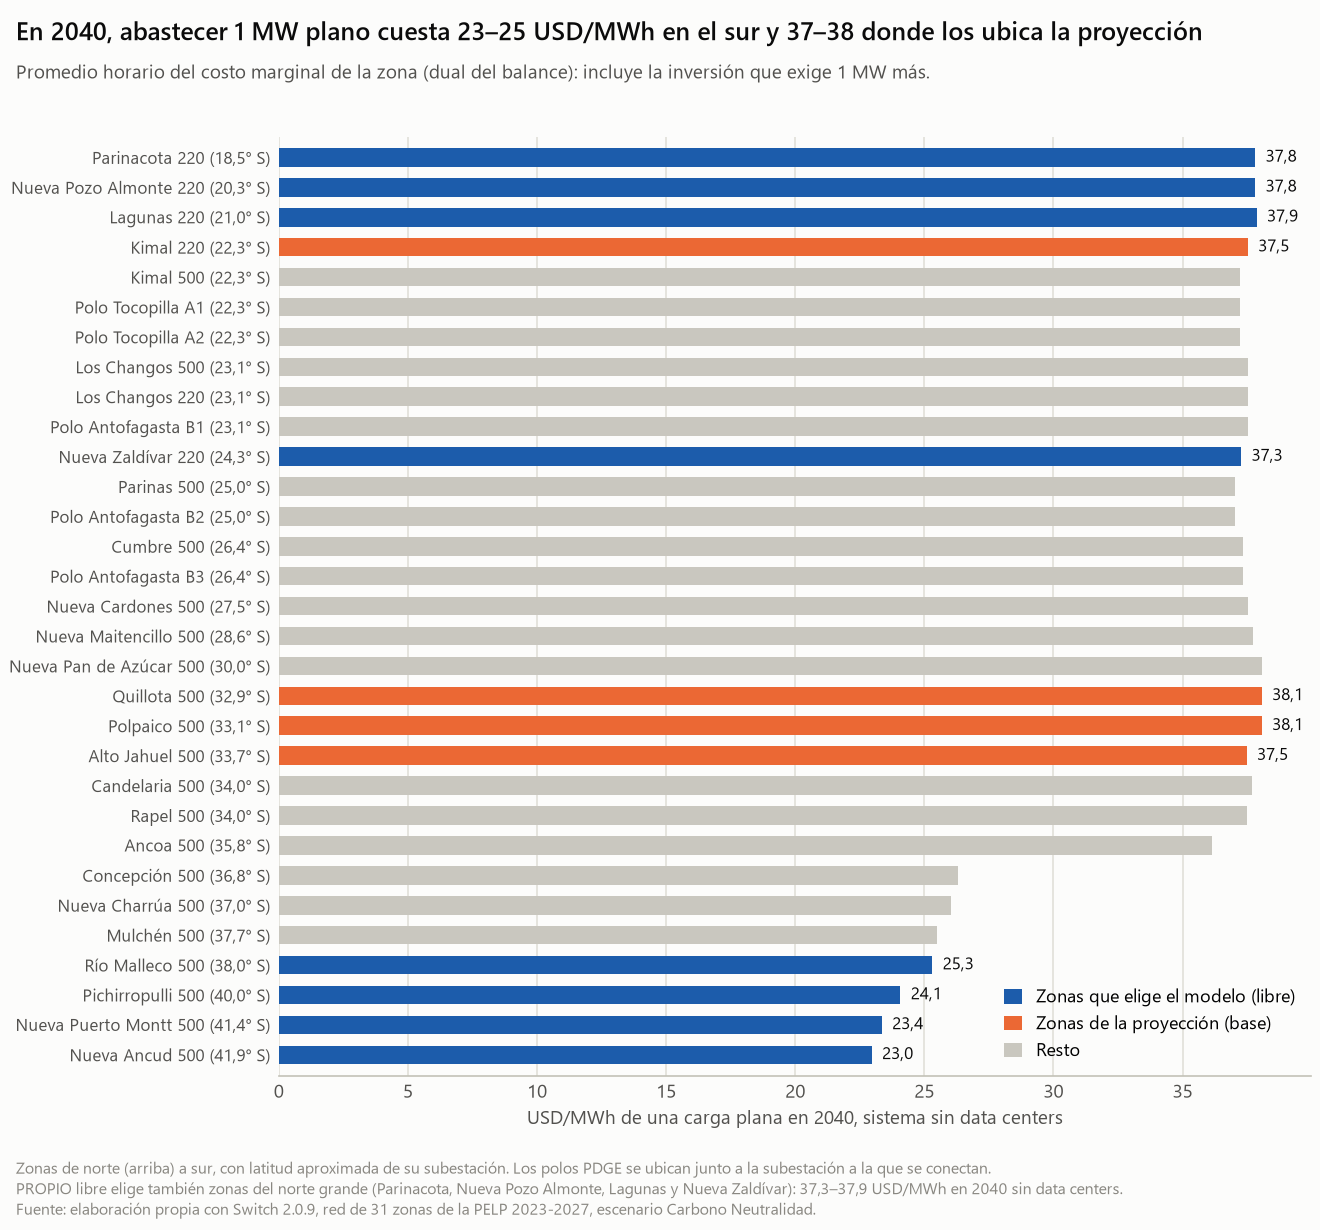 En 2040, abastecer 1 MW plano cuesta 23–25 USD/MWh en el sur y 37–38 donde los ubica la proyección
Promedio horario del costo marginal de la zona (dual del balance): incluye la inversión que exige 1 MW más.
Parinacota 220 (18,5° S) 37,8
Nueva Pozo Almonte 220 (20,3° S) 37,8
Lagunas 220 (21,0° S) 37,9
Kimal 220 (22,3° S) 37,5
Kimal 500 (22,3° S)
Polo Tocopilla A1 (22,3° S)
Polo Tocopilla A2 (22,3° S)
Los Changos 500 (23,1° S)
Los Changos 220 (23,1° S)
Polo Antofagasta B1 (23,1° S)
Nueva Zaldívar 220 (24,3° S) 37,3
Parinas 500 (25,0° S)
Polo Antofagasta B2 (25,0° S)
Cumbre 500 (26,4° S)
Polo Antofagasta B3 (26,4° S)
Nueva Cardones 500 (27,5° S)
Nueva Maitencillo 500 (28,6° S)
Nueva Pan de Azúcar 500 (30,0° S)
Quillota 500 (32,9° S) 38,1
Polpaico 500 (33,1° S) 38,1
Alto Jahuel 500 (33,7° S) 37,5
Candelaria 500 (34,0° S)
Rapel 500 (34,0° S)
Ancoa 500 (35,8° S)
Concepción 500 (36,8° S)
Nueva Charrúa 500 (37,0° S)
Mulchén 500 (37,7° S)
Río Malleco 500 (38,0° S) 25,3
Pichirropulli 500 (40,0° S) 24,1
Nueva Puerto Montt 500 (41,4° S) 23,4
Nueva Ancud 500 (41,9° S) 23,0
Zonas que elige el modelo (libre)
Zonas de la proyección (base)
Resto
0 5 10 15 20 25 30 35
USD/MWh de una carga plana en 2040, sistema sin data centers
Zonas de norte (arriba) a sur, con latitud aproximada de su subestación. Los polos PDGE se ubican junto a la subestación a la que se conectan.
PROPIO libre elige también zonas del norte grande (Parinacota, Nueva Pozo Almonte, Lagunas y Nueva Zaldívar): 37,3–37,9 USD/MWh en 2040 sin data centers.
Fuente: elaboración propia con Switch 2.0.9, red de 31 zonas de la PELP 2023-2027, escenario Carbono Neutralidad.